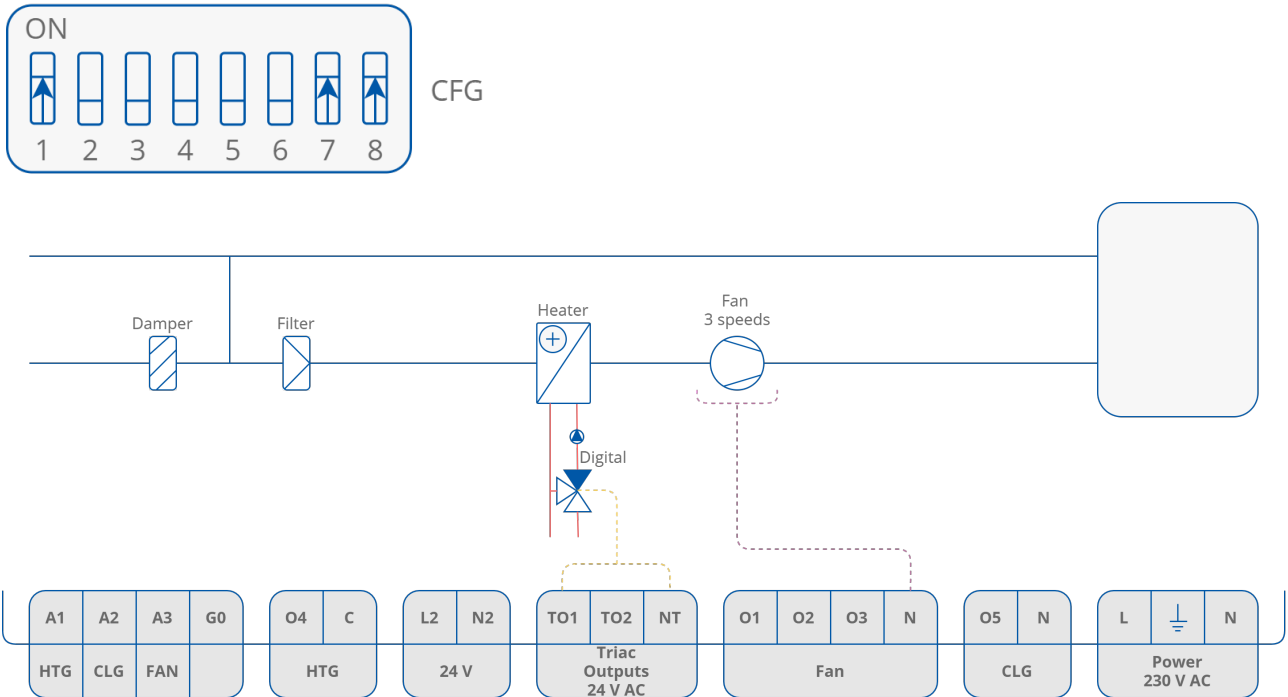 ON
CFG
1 2 3 4 5 6 7 8
Damper
Filter
Heater
Fan
3 speeds
Digital
A1 A2 A3 G0
HTG CLG FAN
O4 C
HTG
L2 N2
24 V
TO1 TO2 NT
Triac
Outputs
24 V AC
O1 O2 O3 N
Fan
O5 N
CLG
L N
Power
230 V AC